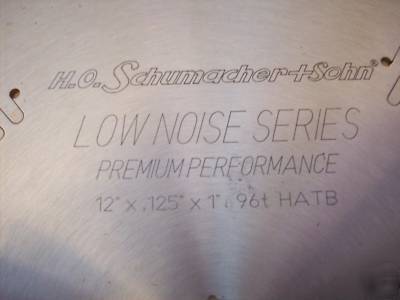 H.O. Schumacher+Sohn®
LOW NOISE SERIES
PREMIUM PERFORMANCE
12" x .125" x 1" 96t HATB